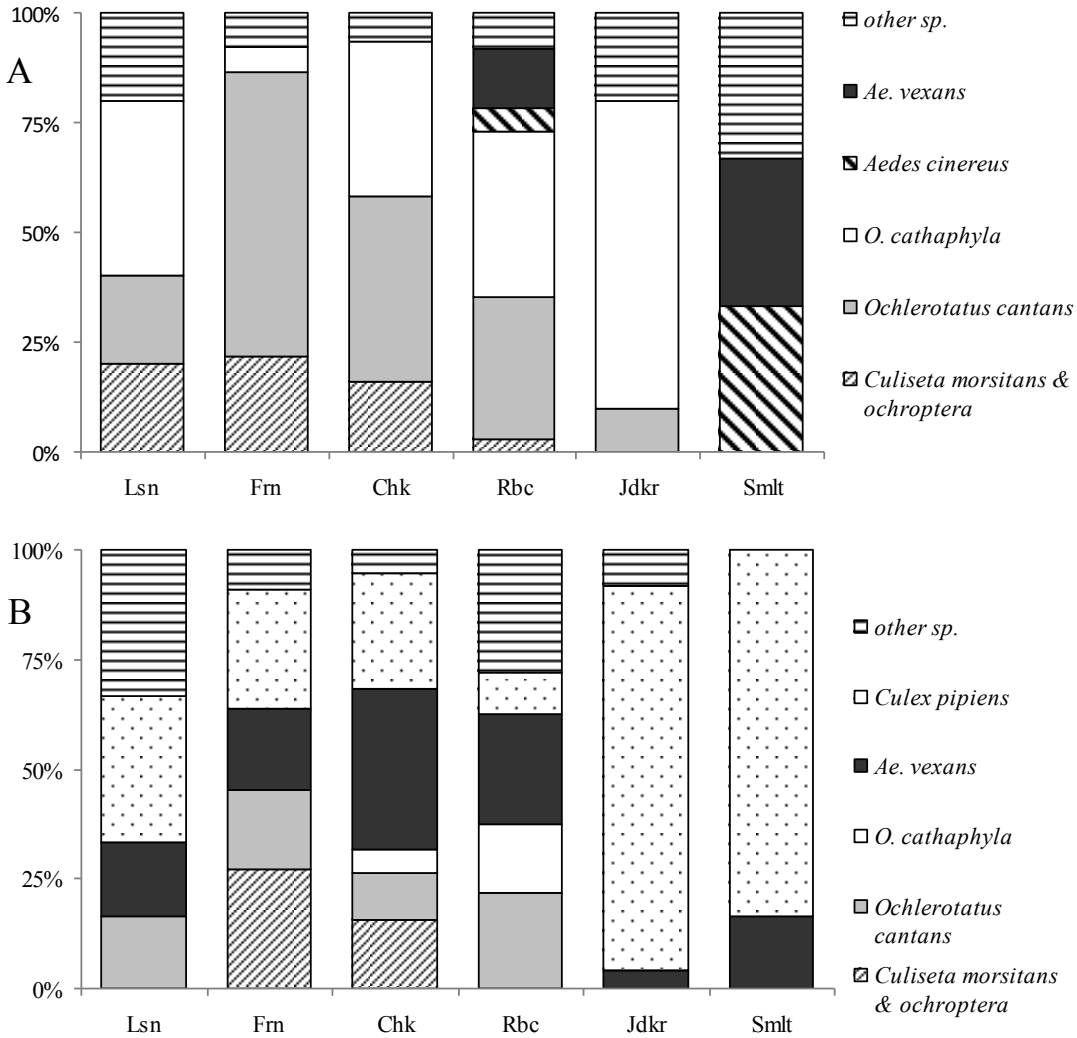 A
100%
75%
50%
25%
0%
Lsn Frn Chk Rbc Jdkr Smlt
other sp.
Ae. vexans
Aedes cinereus
O. cathaphyla
Ochlerotatus cantans
Culiseta morsitans &
ochroptera
B
100%
75%
50%
25%
0%
Lsn Frn Chk Rbc Jdkr Smlt
other sp.
Culex pipiens
Ae. vexans
O. cathaphyla
Ochlerotatus
cantans
Culiseta morsitans
& ochroptera